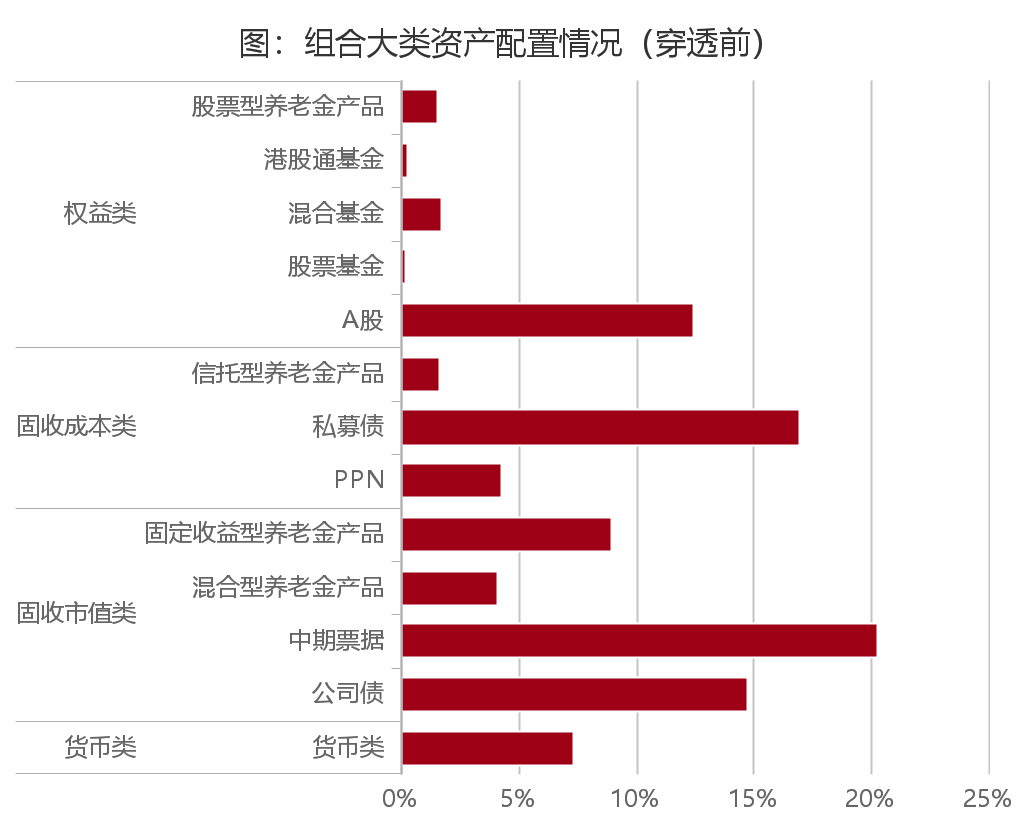 图：组合大类资产配置情况（穿透前）
权益类
股票型养老金产品
港股通基金
混合基金
股票基金
A股
固收成本类
信托型养老金产品
私募债
PPN
固收市值类
固定收益型养老金产品
混合型养老金产品
中期票据
公司债
货币类
货币类
0% 5% 10% 15% 20% 25%